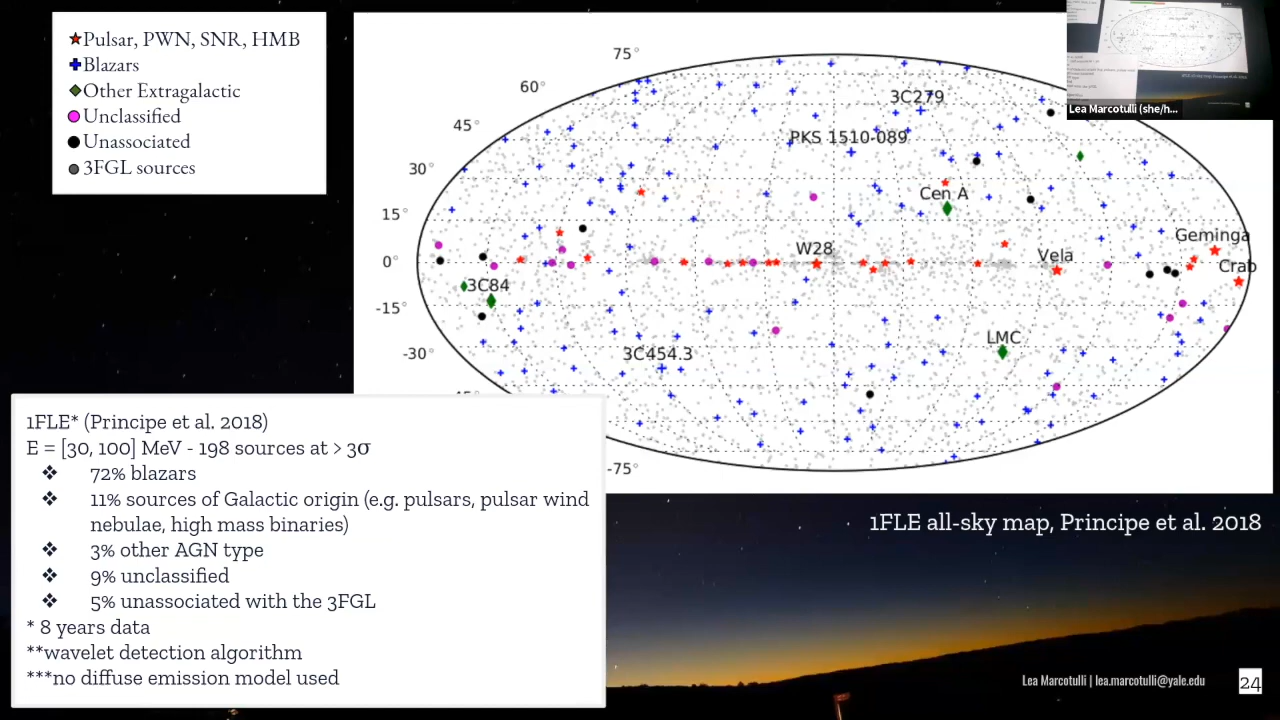 Pulsar, PWN, SNR, HMB
Blazars
Other Extragalactic
Unclassified
Unassociated
3FGL sources
75°
60°
45°
30°
15°
0°
-15°
-30°
-75°
3C279
PKS 1510-089
Cen A
W28
Vela
Geminga
Crab
3C84
3C454.3
LMC
Lea Marcotulli (she/h...
1FLE* (Principe et al. 2018)
E = [30, 100] MeV - 198 sources at > 3σ
❖ 72% blazars
❖ 11% sources of Galactic origin (e.g. pulsars, pulsar wind
nebulae, high mass binaries)
❖ 3% other AGN type
❖ 9% unclassified
❖ 5% unassociated with the 3FGL
* 8 years data
**wavelet detection algorithm
***no diffuse emission model used
1FLE all-sky map, Principe et al. 2018
Lea Marcotulli | lea.marcotulli@yale.edu
24